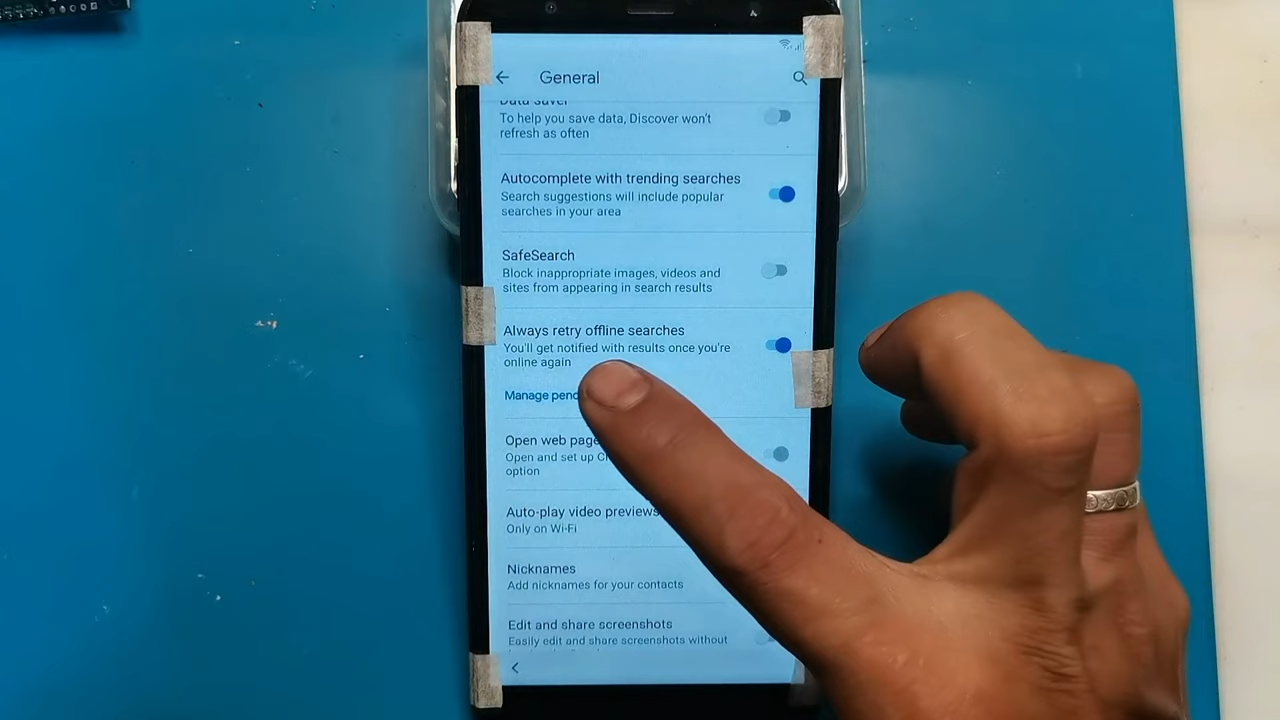 General
Data saver
To help you save data, Discover won't
refresh as often
Autocomplete with trending searches
Search suggestions will include popular
searches in your area
SafeSearch
Block inappropriate images, videos and
sites from appearing in search results
Always retry offline searches
You'll get notified with results once you're
online again
Manage
Open web
Open and set up
option
Auto-play video previews
Only on Wi-Fi
Nicknames
Add nicknames for your contacts
Edit and share screenshots
Easily edit and share screenshots without